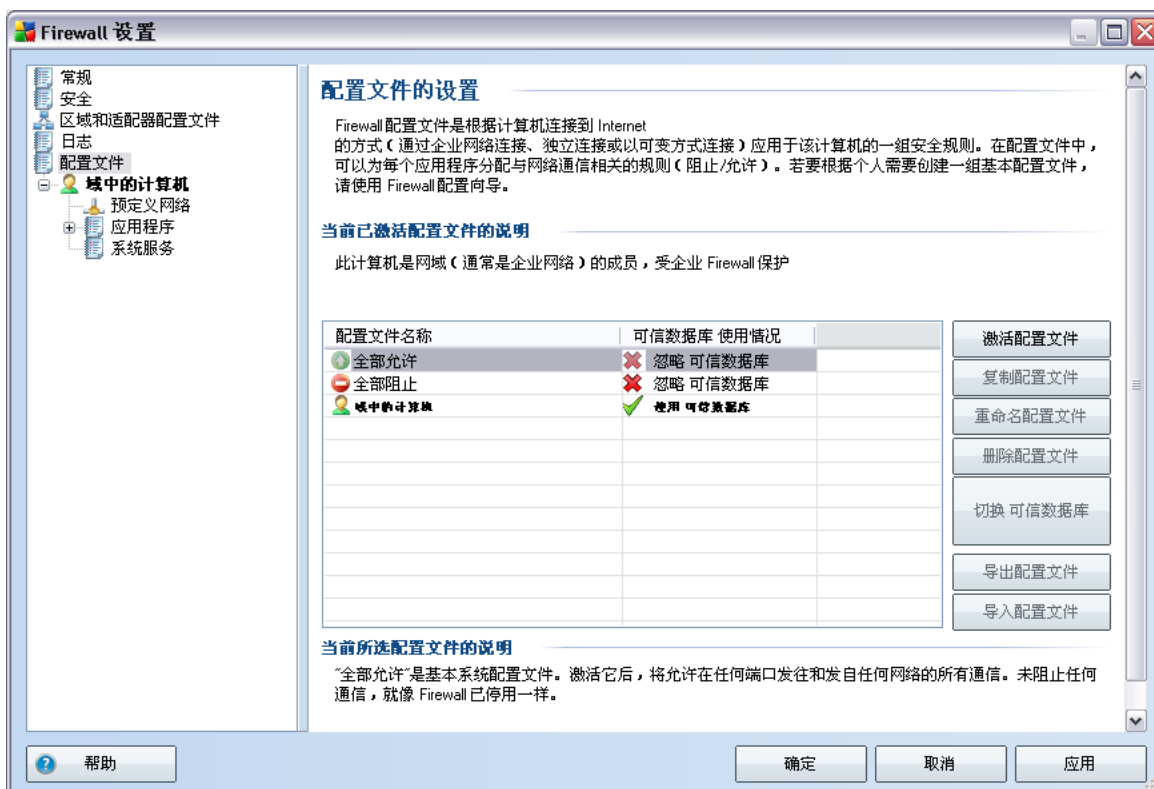 Firewall 设置
常规
安全
区域和适配器配置文件
日志
配置文件
域中的计算机
预定义网络
应用程序
系统服务
配置文件的设置
Firewall 配置文件是根据计算机连接到 Internet
的方式（通过企业网络连接、独立连接或以可变方式连接）应用于该计算机的一组安全规则。在配置文件中，
可以为每个应用程序分配与网络通信相关的规则（阻止/允许）。若要根据个人需要创建一组基本配置文件，
请使用 Firewall 配置向导。
当前已激活配置文件的说明
此计算机是网域（通常是企业网络）的成员，受企业 Firewall 保护
配置文件名称 可信数据库 使用情况
全部允许 忽略 可信数据库
全部阻止 忽略 可信数据库
域中的计算机 使用 可信数据库
激活配置文件
复制配置文件
重命名配置文件
删除配置文件
切换 可信数据库
导出配置文件
导入配置文件
当前所选配置文件的说明
“全部允许”是基本系统配置文件。激活它后，将允许在任何端口发往和发自任何网络的所有通信。未阻止任何
通信，就像 Firewall 已停用一样。
帮助
确定
取消
应用